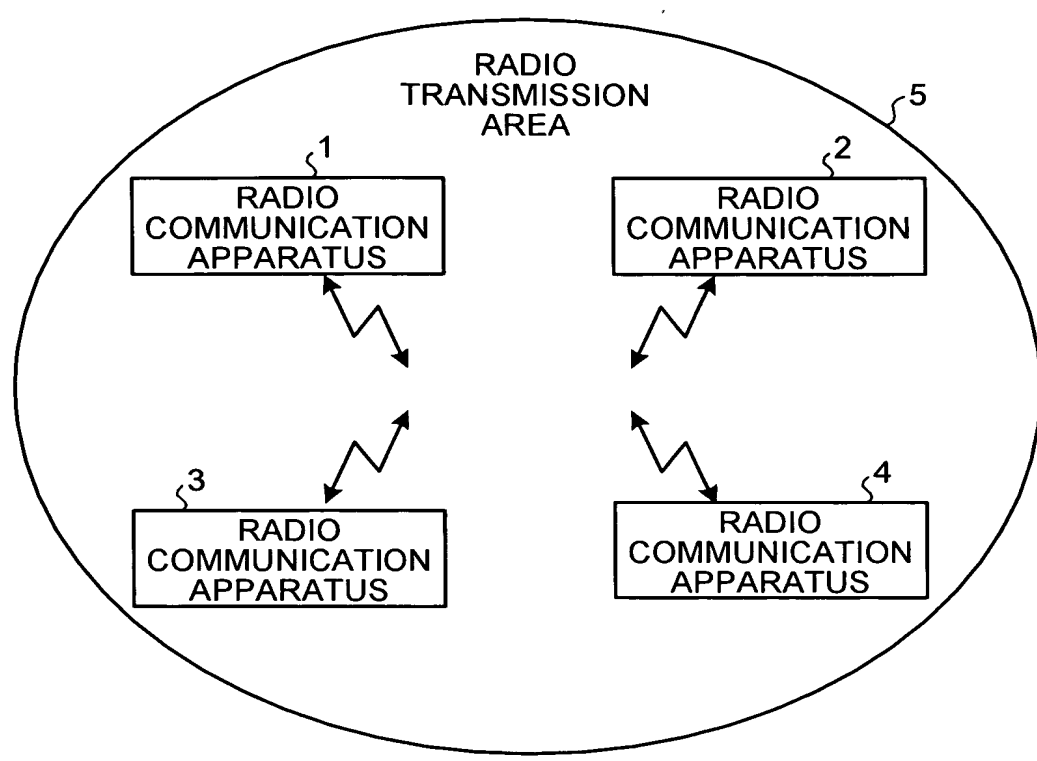 RADIO
TRANSMISSION
AREA
5
1
RADIO
COMMUNICATION
APPARATUS
2
RADIO
COMMUNICATION
APPARATUS
3
RADIO
COMMUNICATION
APPARATUS
4
RADIO
COMMUNICATION
APPARATUS